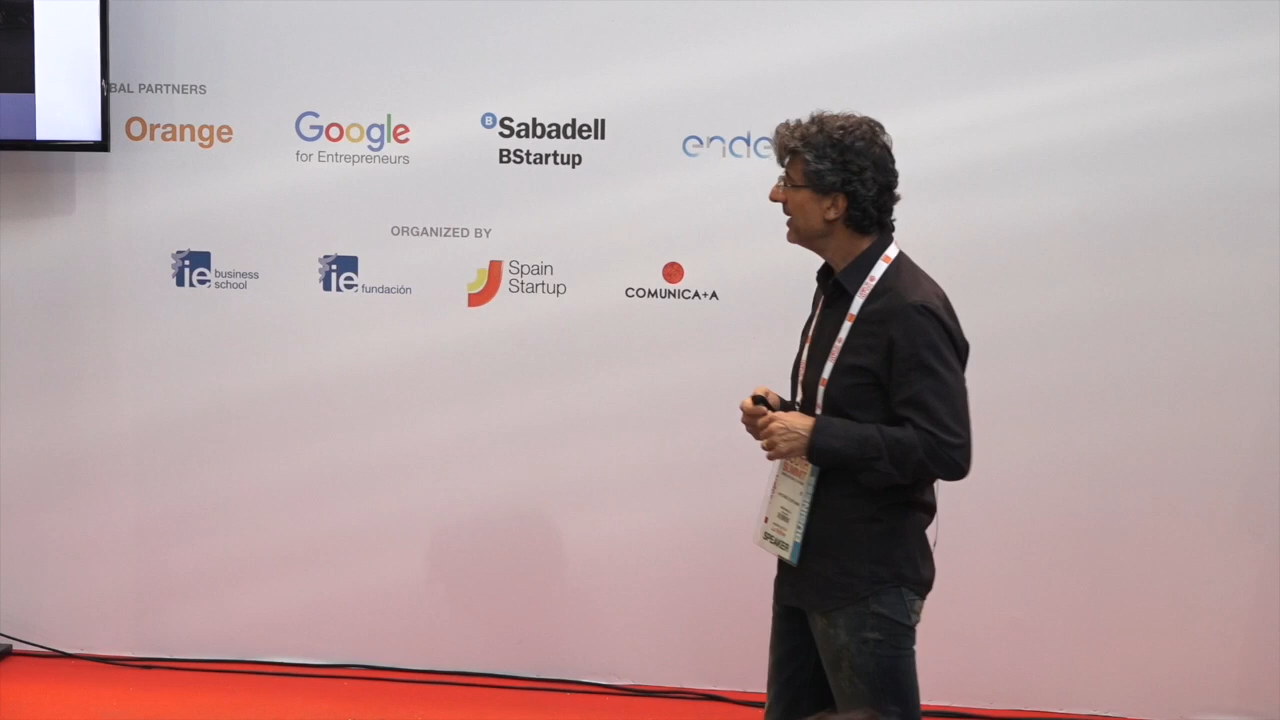 BAL PARTNERS
Orange
Google
for Entrepreneurs
B Sabadell
BStartup
ende
ORGANIZED BY
ie business
school
ie fundación
Spain
Startup
COMUNICA+A
SUMMIT
SPEAKER